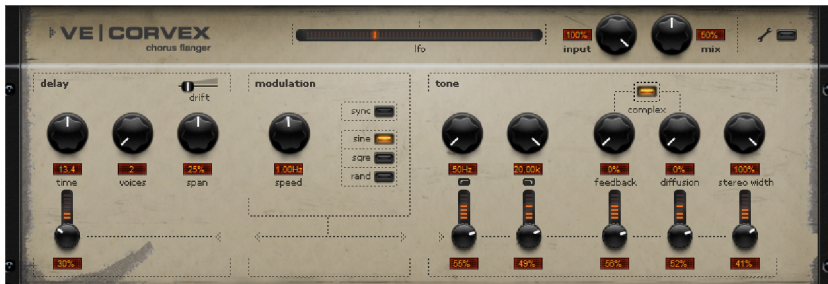 VE | CORVEX
chorus flanger
lfo
100%
input
50%
mix
delay
drift
modulation
tone
complex
sync
sine
sqre
rand
13.4
time
2
voices
25%
span
1.00Hz
speed
50Hz
20.00k
0%
feedback
0%
diffusion
100%
stereo width
30%
55%
49%
56%
52%
41%